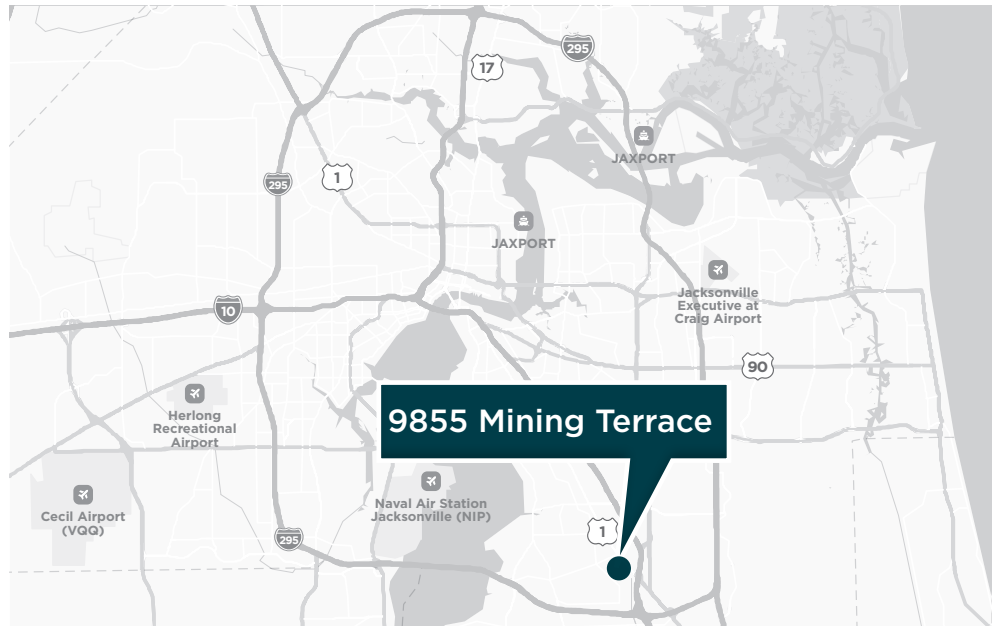 295
17
JAXPORT
295
1
JAXPORT
Jacksonville
Executive at
Craig Airport
10
90
Herlong
Recreational
Airport
9855 Mining Terrace
Cecil Airport
(VQQ)
Naval Air Station
Jacksonville (NIP)
1
295